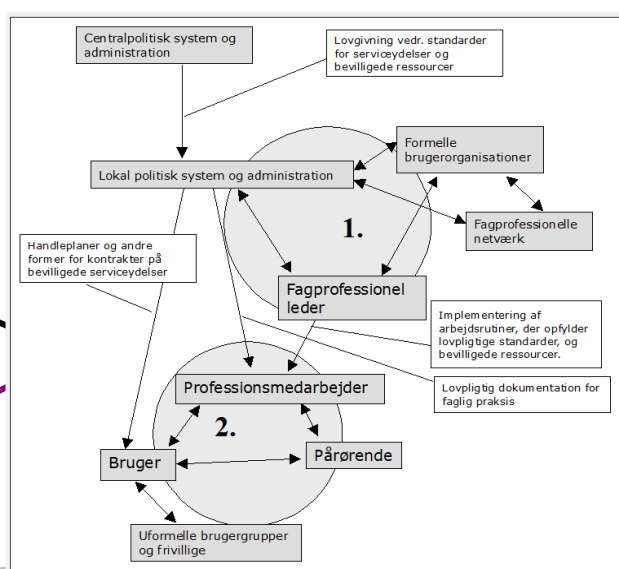 Centralpolitisk system og
administration
Lovgivning vedr. standarder
for serviceydelser og
bevilligede ressourcer
Formelle
brugerorganisationer
Lokal politisk system og administration
1.
Fagprofessionelle
netværk
Handleplaner og andre
former for kontrakter på
bevilligede serviceydelser
Fagprofessionel
leder
Implementering af
arbejdsrutiner, der opfylder
lovpligtige standarder, og
bevilligede ressourcer.
Professionsmedarbejder
Lovpligtig dokumentation for
faglig praksis
2.
Bruger
Pårørende
Uformelle brugergrupper
og frivillige